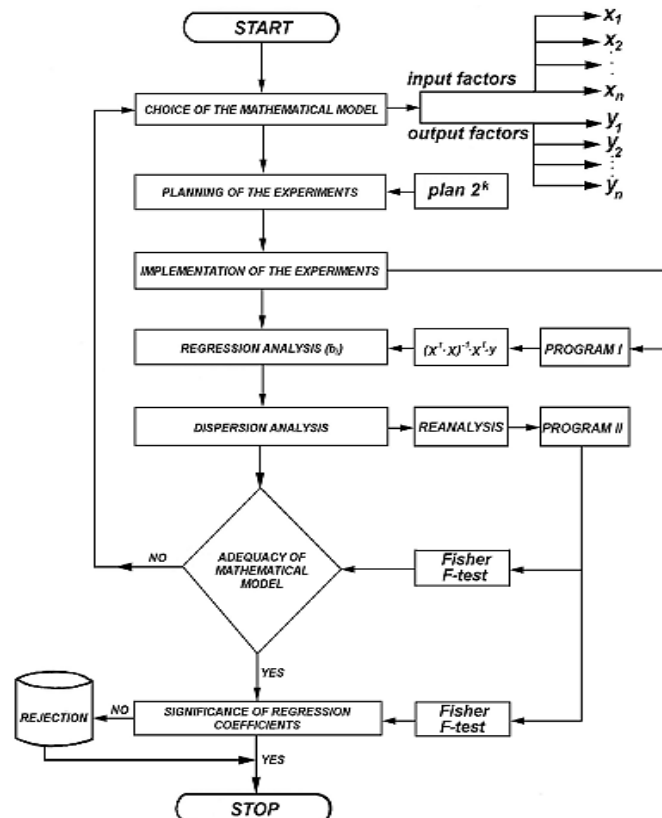 START
x₁
x₂
⋮
input factors
xₙ
CHOICE OF THE MATHEMATICAL MODEL
output factors
y₁
y₂
⋮
yₙ
PLANNING OF THE EXPERIMENTS
plan 2ᵏ
IMPLEMENTATION OF THE EXPERIMENTS
REGRESSION ANALYSIS (bᵢ)
(Xᵀ·X)⁻¹·Xᵀ·y
PROGRAM I
DISPERSION ANALYSIS
REANALYSIS
PROGRAM II
NO
ADEQUACY OF
MATHEMATICAL
MODEL
Fisher
F-test
YES
REJECTION
NO
SIGNIFICANCE OF REGRESSION
COEFFICIENTS
Fisher
F-test
YES
STOP